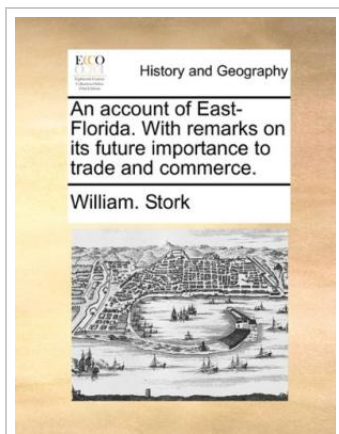 ECCO
History and Geography
An account of East-
Florida. With remarks on
its future importance to
trade and commerce.
William. Stork